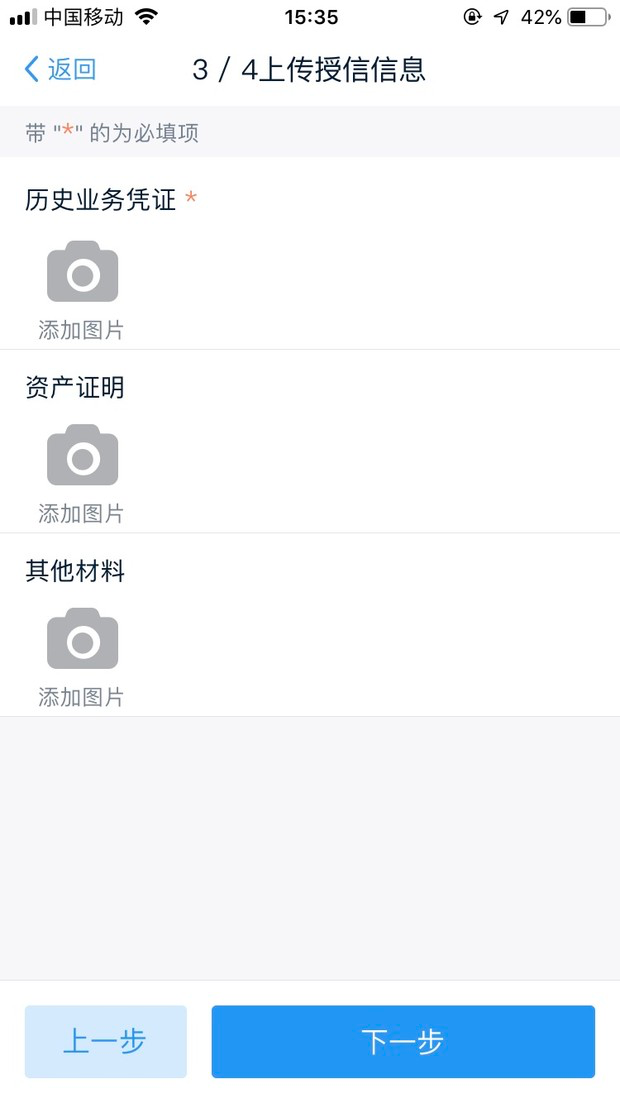 中国移动 15:35 42%
返回 3 / 4上传授信信息
带 "*" 的为必填项
历史业务凭证 *
添加图片
资产证明
添加图片
其他材料
添加图片
上一步 下一步